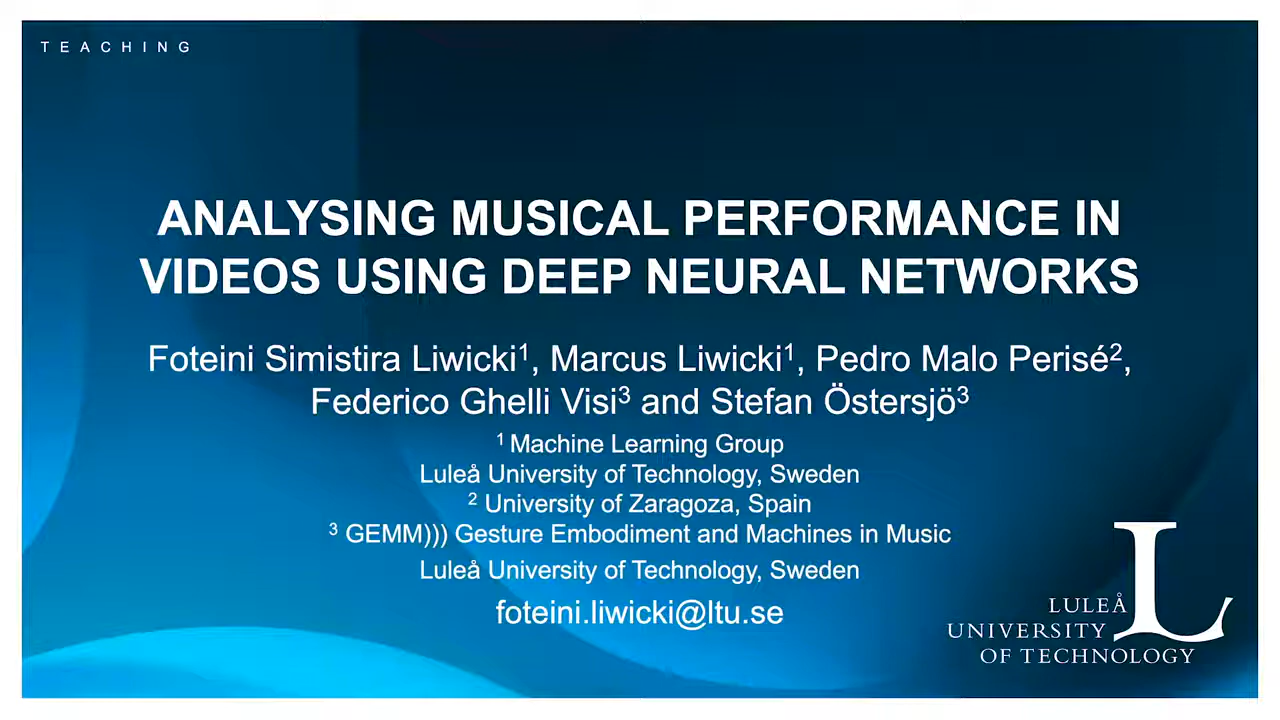 TEACHING
ANALYSING MUSICAL PERFORMANCE IN
VIDEOS USING DEEP NEURAL NETWORKS
Foteini Simistira Liwicki¹, Marcus Liwicki¹, Pedro Malo Perisé²,
Federico Ghelli Visi³ and Stefan Östersjö³
¹ Machine Learning Group
Luleå University of Technology, Sweden
² University of Zaragoza, Spain
³ GEMM))) Gesture Embodiment and Machines in Music
Luleå University of Technology, Sweden
foteini.liwicki@ltu.se
L
LULEÅ
UNIVERSITY
OF TECHNOLOGY